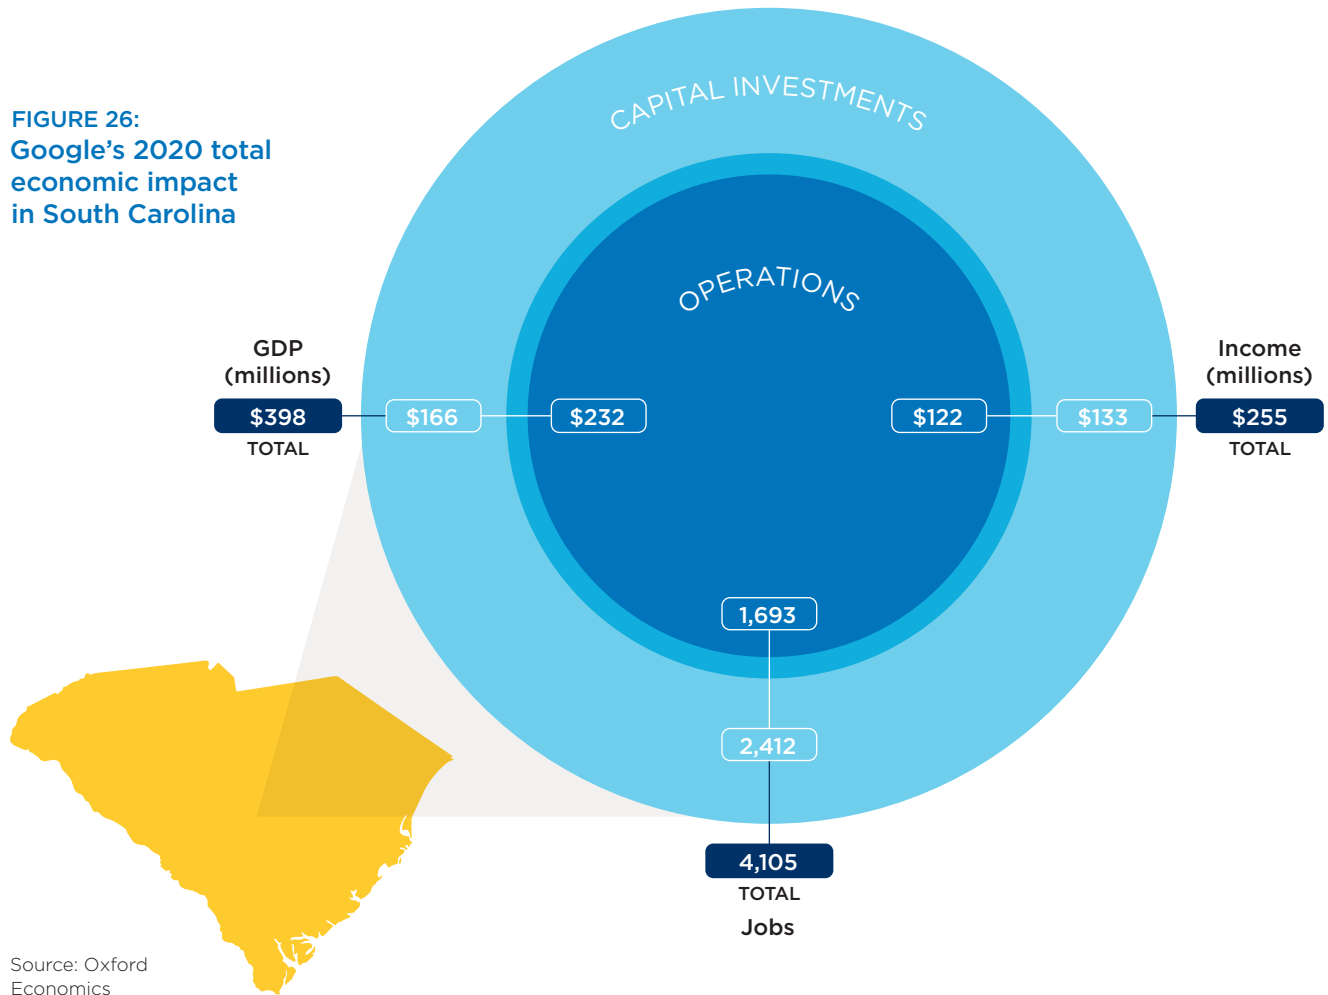 FIGURE 26:
Google’s 2020 total
economic impact
in South Carolina
CAPITAL INVESTMENTS
OPERATIONS
GDP
(millions)
$398
TOTAL
$166
$232
$122
$133
Income
(millions)
$255
TOTAL
1,693
2,412
4,105
TOTAL
Jobs
Source: Oxford
Economics